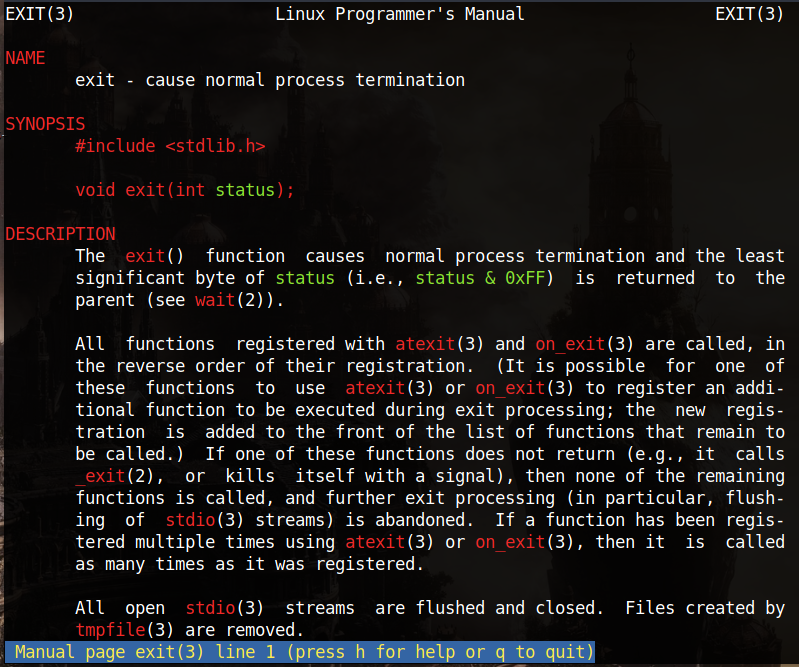 EXIT(3)                    Linux Programmer's Manual                   EXIT(3)
NAME
       exit - cause normal process termination
SYNOPSIS
       #include <stdlib.h>
       void exit(int status);
DESCRIPTION
       The  exit()  function  causes  normal process termination and the least
       significant byte of status (i.e., status & 0xFF)  is  returned  to  the
       parent (see wait(2)).
       All  functions  registered with atexit(3) and on_exit(3) are called, in
       the reverse order of their registration.  (It is possible  for  one  of
       these  functions  to  use  atexit(3) or on_exit(3) to register an addi-
       tional function to be executed during exit processing; the  new  regis-
       tration  is  added to the front of the list of functions that remain to
       be called.)  If one of these functions does not return (e.g., it  calls
       _exit(2),  or  kills  itself with a signal), then none of the remaining
       functions is called, and further exit processing (in particular, flush-
       ing  of  stdio(3) streams) is abandoned.  If a function has been regis-
       tered multiple times using atexit(3) or on_exit(3), then it  is  called
       as many times as it was registered.
       All  open  stdio(3)  streams  are flushed and closed.  Files created by
       tmpfile(3) are removed.
 Manual page exit(3) line 1 (press h for help or q to quit)